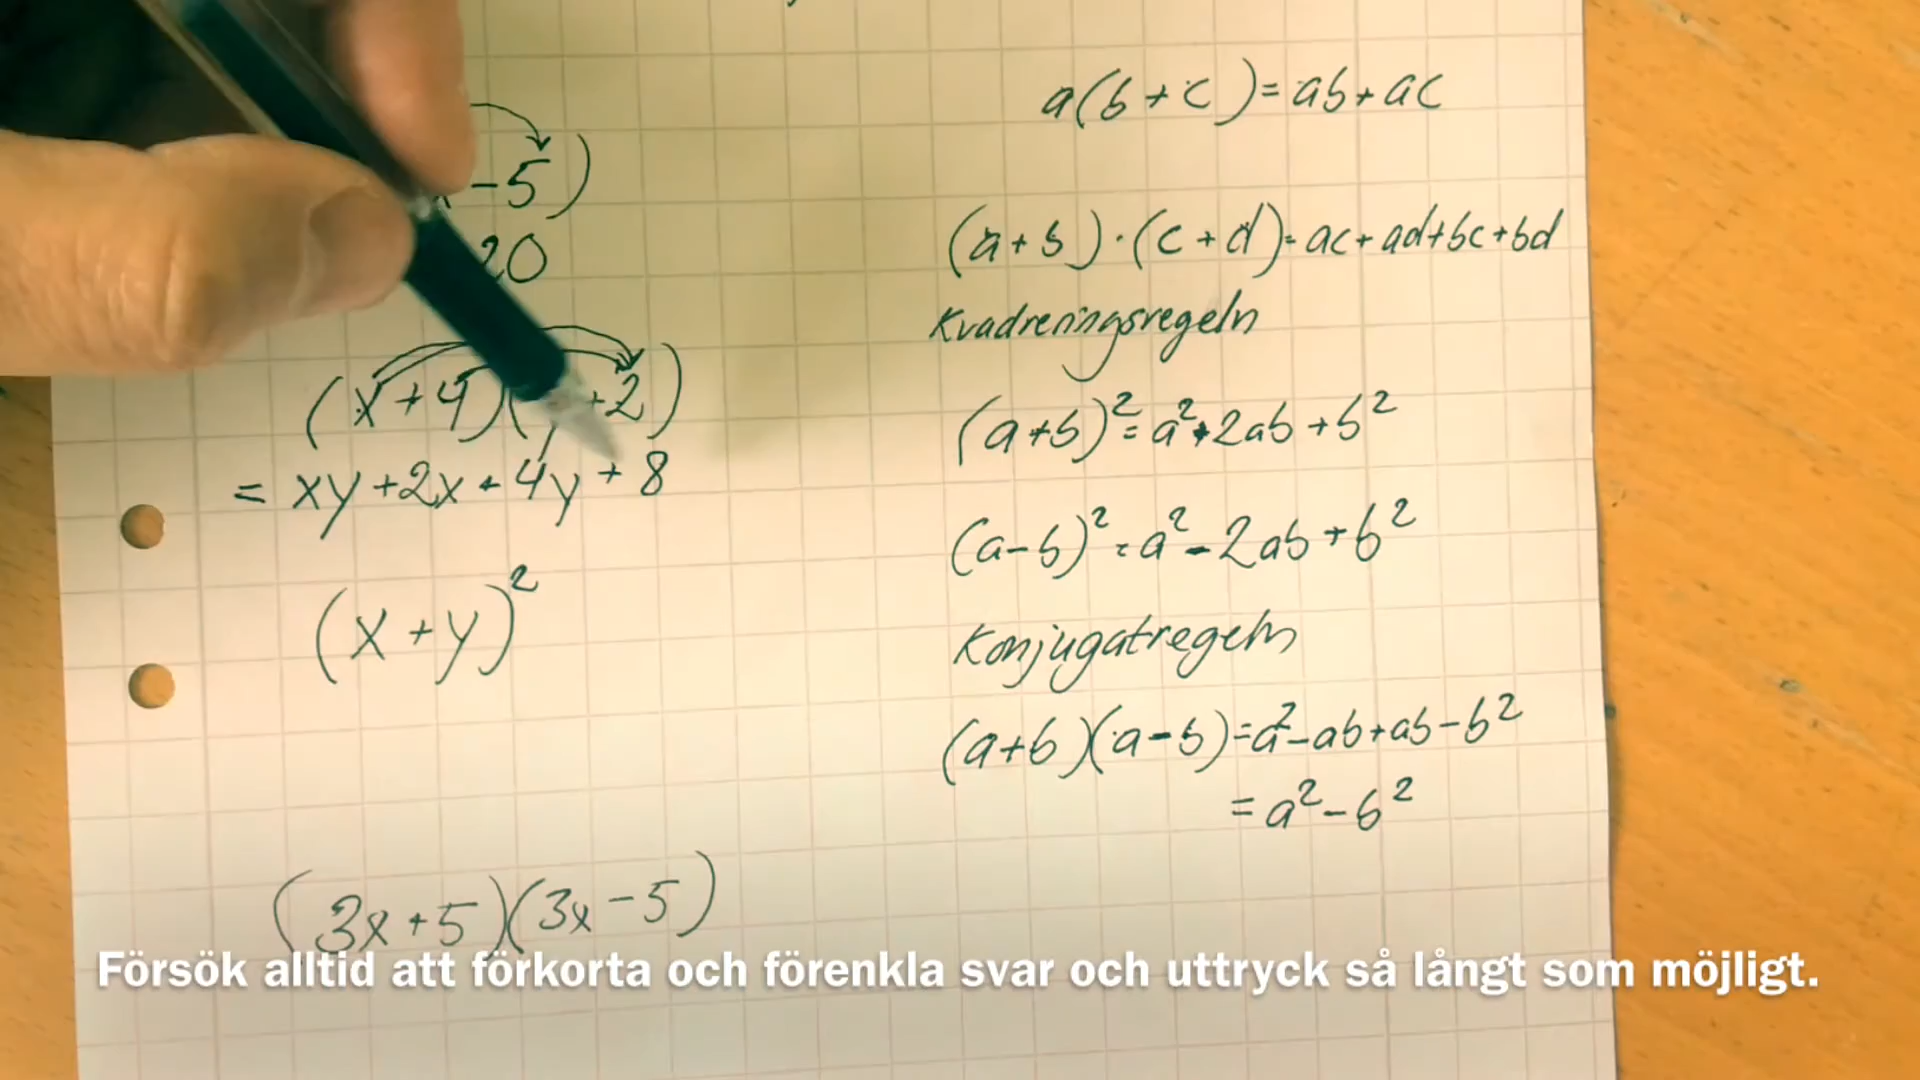 -5)
20
(x+4)( +2)
= xy+2x+4y+8
(x+y)²
(3x+5)(3x-5)
a(b+c)=ab+ac
(a+b)·(c+d)=ac+ad+bc+bd
Kvadreringsregeln
(a+b)²=a²+2ab+b²
(a-b)²=a²-2ab+b²
Konjugatregeln
(a+b)(a-b)=a²-ab+ab-b²
=a²-b²
Försök alltid att förkorta och förenkla svar och uttryck så långt som möjligt.